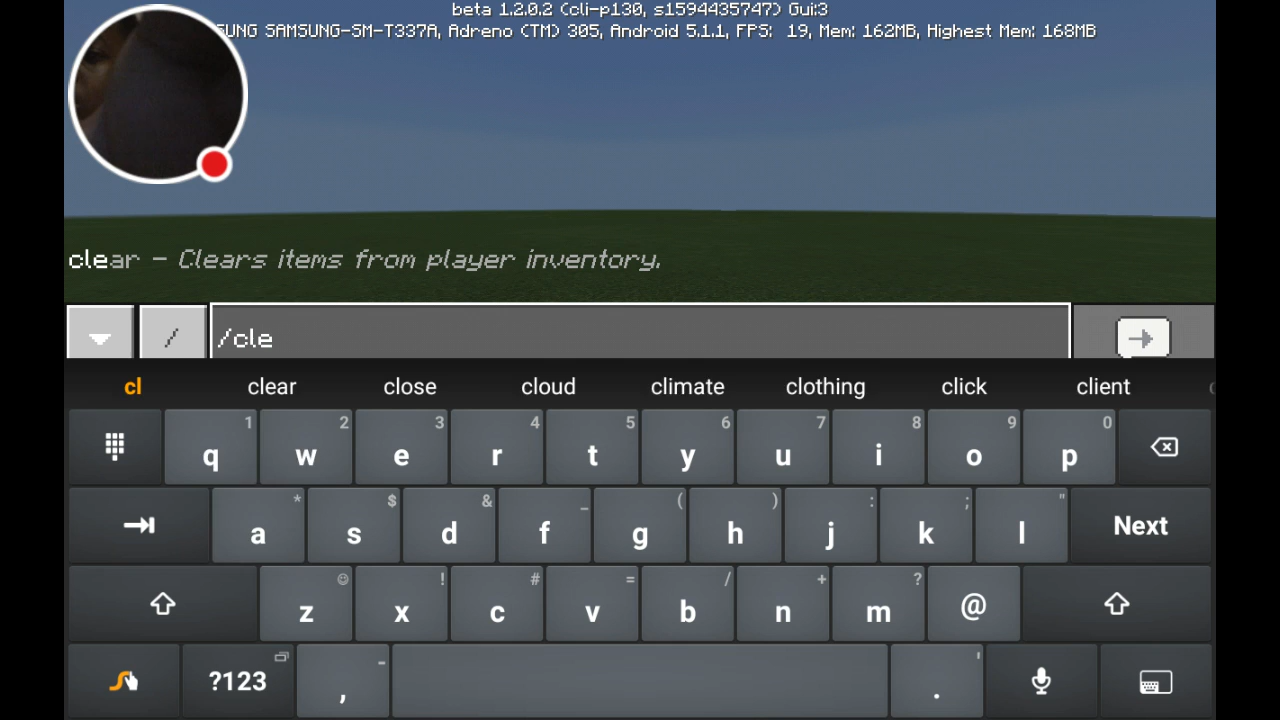 beta 1.2.0.2 (cli-p130, s1594435747) Gui:3
SAMSUNG-SM-T337A, Adreno (TM) 305, Android 5.1.1, FPS: 19, Mem: 162MB, Highest Mem: 168MB
clear - Clears items from player inventory.
/ /cle
cl clear close cloud climate clothing click client
1 2 3 4 5 6 7 8 9 0
q w e r t y u i o p
* $ & _ ( ) : ; "
a s d f g h j k l Next
! # = / + ?
z x c v b n m @
- '
?123 , .